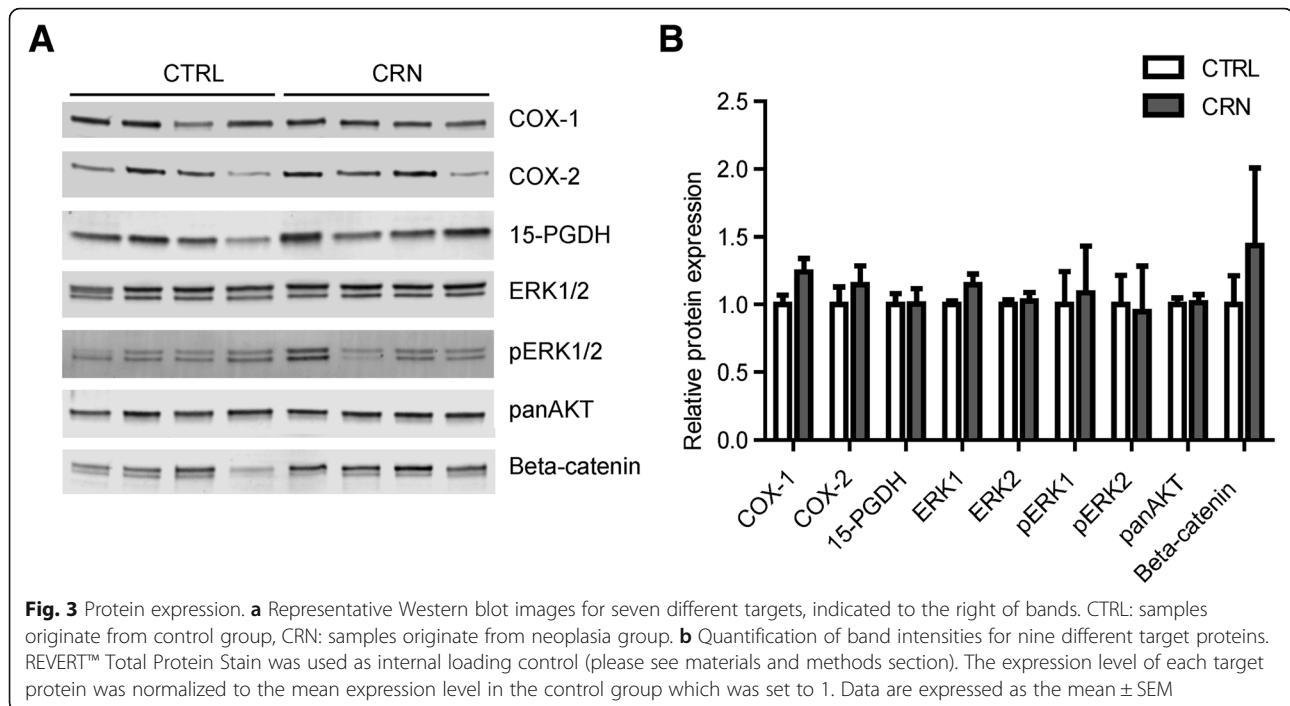 A
CTRL CRN
COX-1
COX-2
15-PGDH
ERK1/2
pERK1/2
panAKT
Beta-catenin
B
CTRL
CRN
Relative protein expression
2.5
2.0
1.5
1.0
0.5
0.0
COX-1
COX-2
15-PGDH
ERK1
ERK2
pERK1
pERK2
panAKT
Beta-catenin
Fig. 3 Protein expression. a Representative Western blot images for seven different targets, indicated to the right of bands. CTRL: samples
originate from control group, CRN: samples originate from neoplasia group. b Quantification of band intensities for nine different target proteins.
REVERT™ Total Protein Stain was used as internal loading control (please see materials and methods section). The expression level of each target
protein was normalized to the mean expression level in the control group which was set to 1. Data are expressed as the mean ± SEM